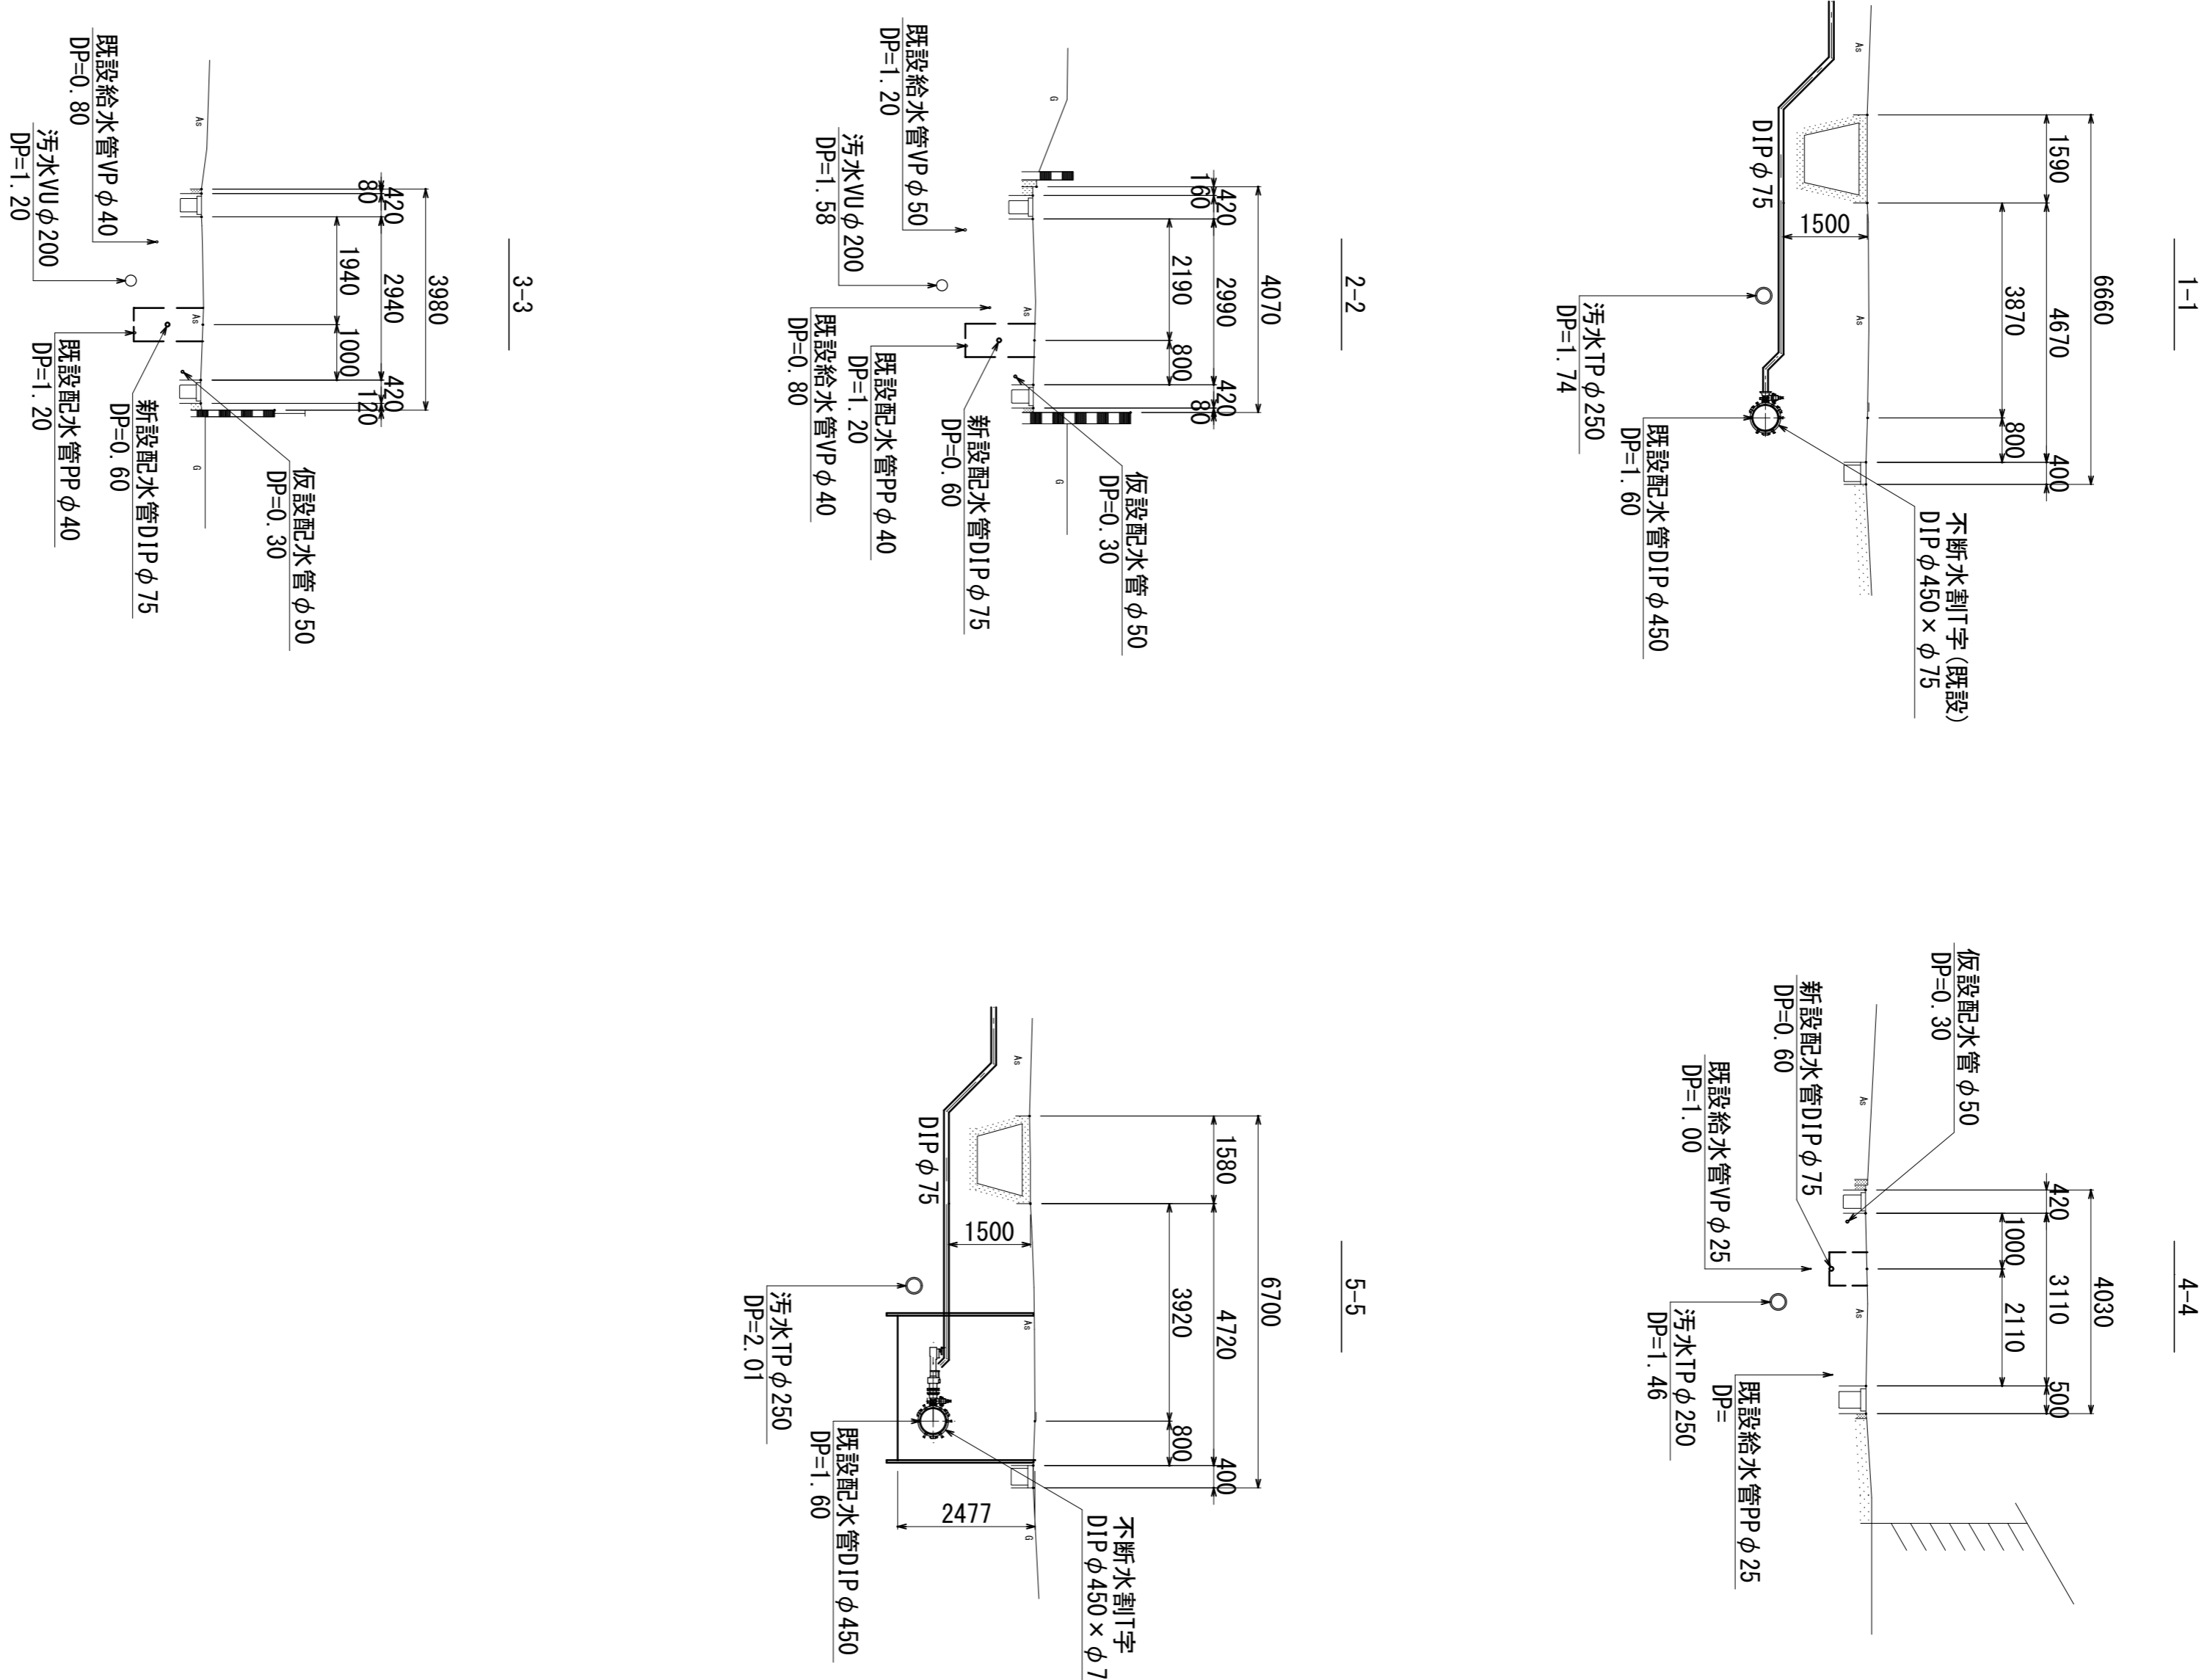 1-1
6660
1590
4670
400
3870
800
1500
As
As
DIPφ75
汚水TPφ250
DP=1.74
既設配水管DIPφ450
DP=1.60
不断水割T字(既設)
DIPφ450×φ75
2-2
4070
160
420
2990
420
80
2190
800
G
As
G
既設給水管VPφ50
DP=1.20
汚水VUφ200
DP=1.58
既設給水管VPφ40
DP=0.80
既設配水管PPφ40
DP=1.20
新設配水管DIPφ75
DP=0.60
仮設配水管φ50
DP=0.30
3-3
3980
80
420
2940
420
120
1940
1000
As
As
G
既設給水管VPφ40
DP=0.80
汚水VUφ200
DP=1.20
既設配水管PPφ40
DP=1.20
新設配水管DIPφ75
DP=0.60
仮設配水管φ50
DP=0.30
4-4
4030
420
3110
500
1000
2110
As
As
仮設配水管φ50
DP=0.30
新設配水管DIPφ75
DP=0.60
既設給水管VPφ25
DP=1.00
汚水TPφ250
DP=1.46
既設給水管PPφ25
DP=
5-5
6700
1580
4720
400
3920
800
1500
2477
As
As
G
DIPφ75
汚水TPφ250
DP=2.01
既設配水管DIPφ450
DP=1.60
不断水割T字
DIPφ450×φ7